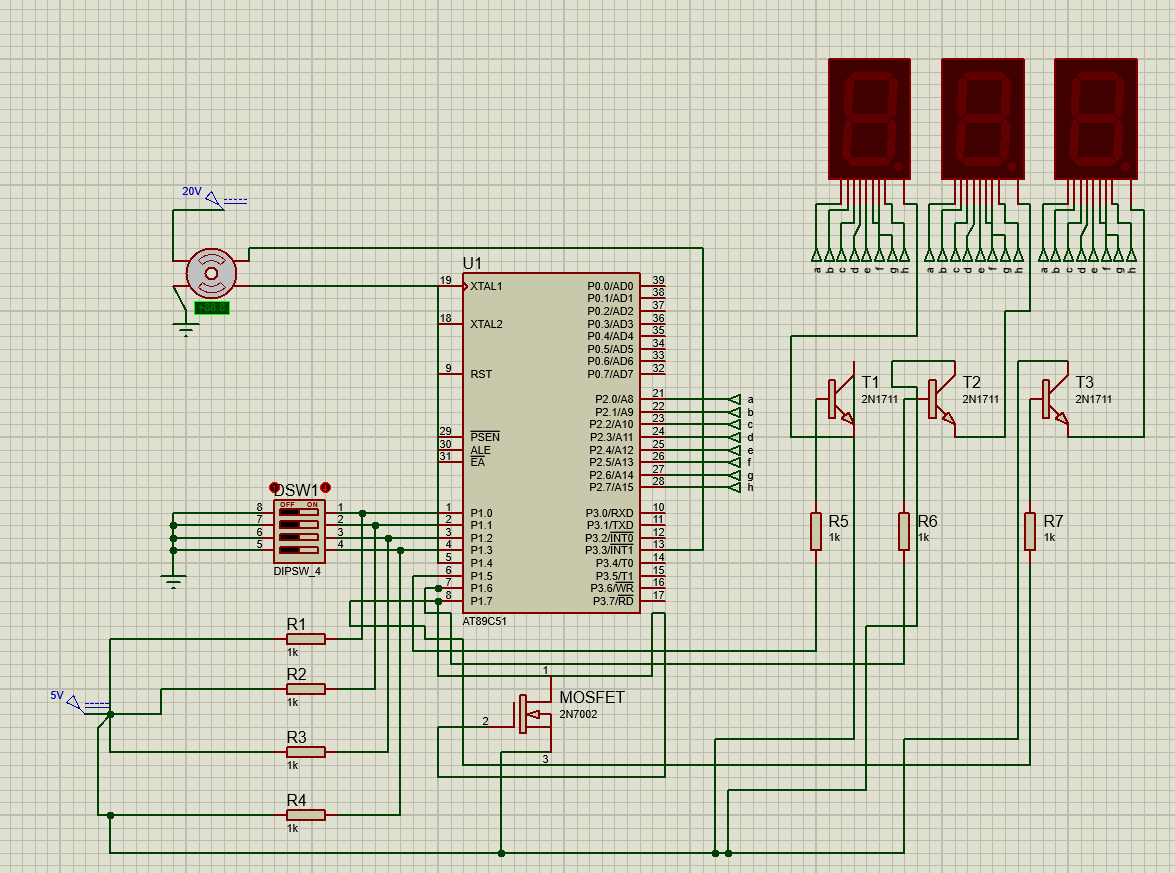 20V
U1
19 XTAL1
18 XTAL2
9 RST
29 PSEN
30 ALE
31 EA
1 P1.0
2 P1.1
3 P1.2
4 P1.3
5 P1.4
6 P1.5
7 P1.6
8 P1.7
P0.0/AD0 39
P0.1/AD1 38
P0.2/AD2 37
P0.3/AD3 36
P0.4/AD4 35
P0.5/AD5 34
P0.6/AD6 33
P0.7/AD7 32
P2.0/A8 21 a
P2.1/A9 22 b
P2.2/A10 23 c
P2.3/A11 24 d
P2.4/A12 25 e
P2.5/A13 26 f
P2.6/A14 27 g
P2.7/A15 28 h
P3.0/RXD 10
P3.1/TXD 11
P3.2/INT0 12
P3.3/INT1 13
P3.4/T0 14
P3.5/T1 15
P3.6/WR 16
P3.7/RD 17
AT89C51
DSW1
OFF ON
8 1
7 2
6 3
5 4
DIPSW_4
R1
1k
R2
1k
5V
R3
1k
R4
1k
1
MOSFET
2N7002
2
3
a b c d e f g h
a b c d e f g h
a b c d e f g h
T1
2N1711
T2
2N1711
T3
2N1711
R5
1k
R6
1k
R7
1k